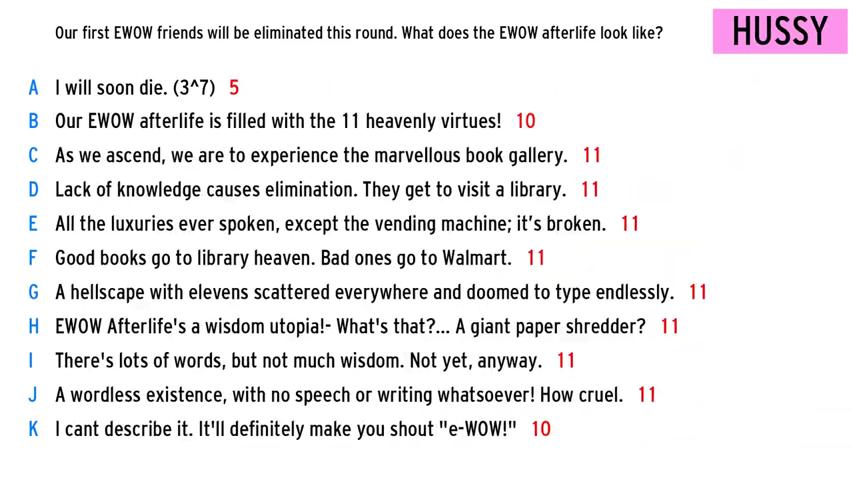 Our first EWOW friends will be eliminated this round. What does the EWOW afterlife look like?
HUSSY
A I will soon die. (3^7) 5
B Our EWOW afterlife is filled with the 11 heavenly virtues! 10
C As we ascend, we are to experience the marvellous book gallery. 11
D Lack of knowledge causes elimination. They get to visit a library. 11
E All the luxuries ever spoken, except the vending machine; it’s broken. 11
F Good books go to library heaven. Bad ones go to Walmart. 11
G A hellscape with elevens scattered everywhere and doomed to type endlessly. 11
H EWOW Afterlife's a wisdom utopia!- What's that?... A giant paper shredder? 11
I There's lots of words, but not much wisdom. Not yet, anyway. 11
J A wordless existence, with no speech or writing whatsoever! How cruel. 11
K I cant describe it. It'll definitely make you shout "e-WOW!" 10